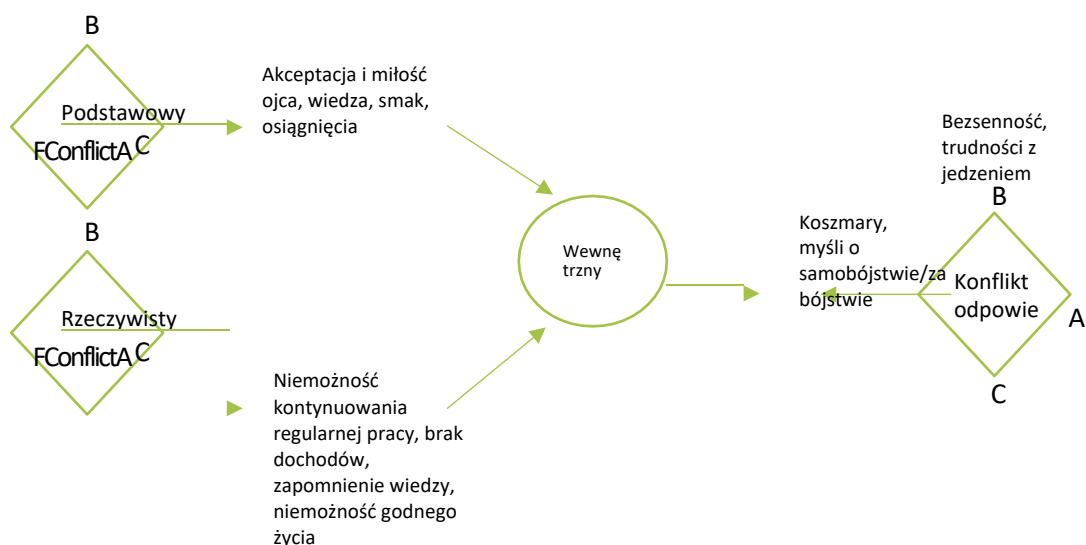 B
Podstawowy
FConflictA C
Akceptacja i miłość
ojca, wiedza, smak,
osiągnięcia
B
Rzeczywisty
FConflictA C
Niemożność
kontynuowania
regularnej pracy, brak
dochodów,
zapomnienie wiedzy,
niemożność godnego
życia
Wewnę
trzny
Koszmary,
myśli o
samobójstwie/za
bójstwie
Bezsenność,
trudności z
jedzeniem
B
Konflikt
odpowie
A
C